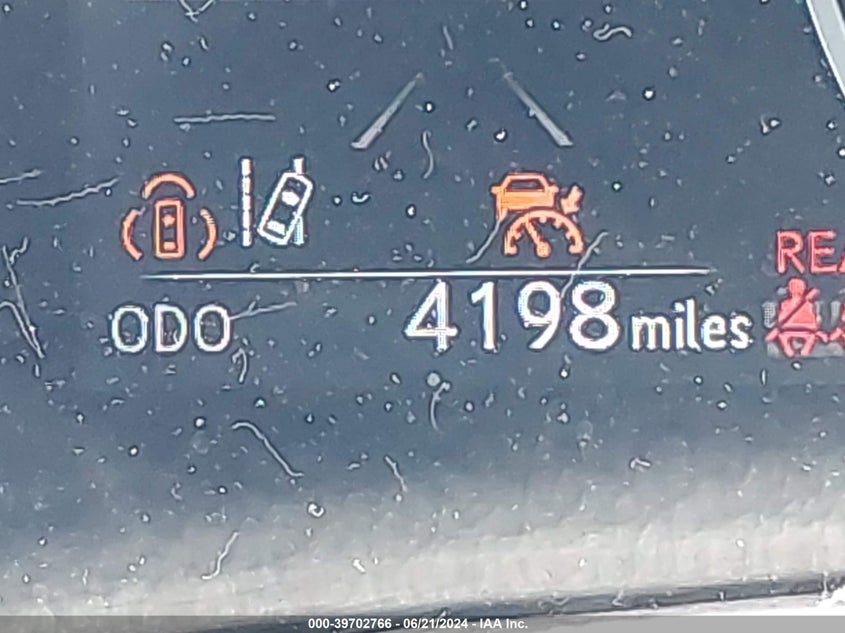 REA
ODO 4198 miles
000-39702766 - 06/21/2024 - IAA Inc.